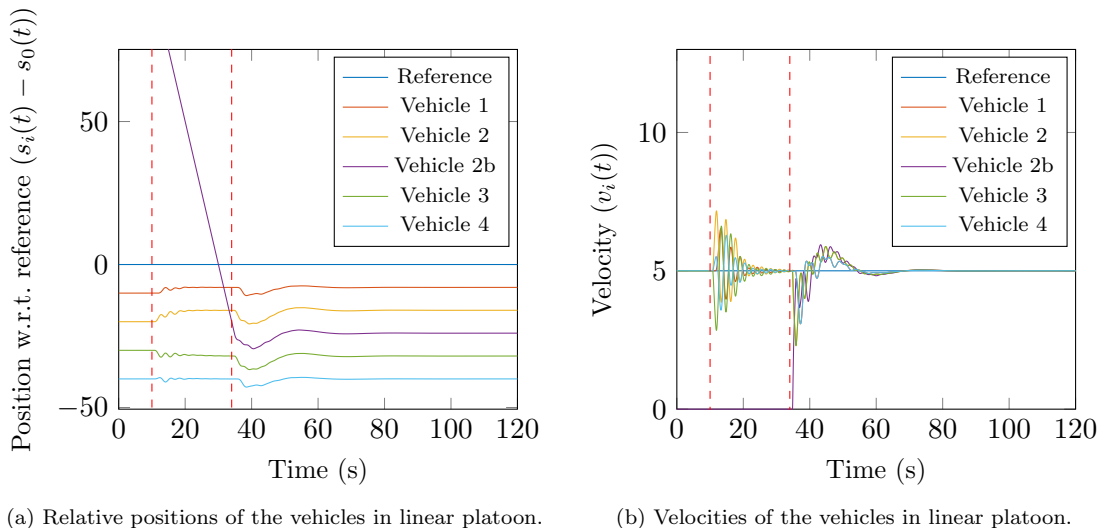 Position w.r.t. reference (s_i(t) − s_0(t))
50
0
−50
0 20 40 60 80 100 120
Time (s)
Reference
Vehicle 1
Vehicle 2
Vehicle 2b
Vehicle 3
Vehicle 4
(a) Relative positions of the vehicles in linear platoon.
Velocity (v_i(t))
10
5
0
0 20 40 60 80 100 120
Time (s)
Reference
Vehicle 1
Vehicle 2
Vehicle 2b
Vehicle 3
Vehicle 4
(b) Velocities of the vehicles in linear platoon.